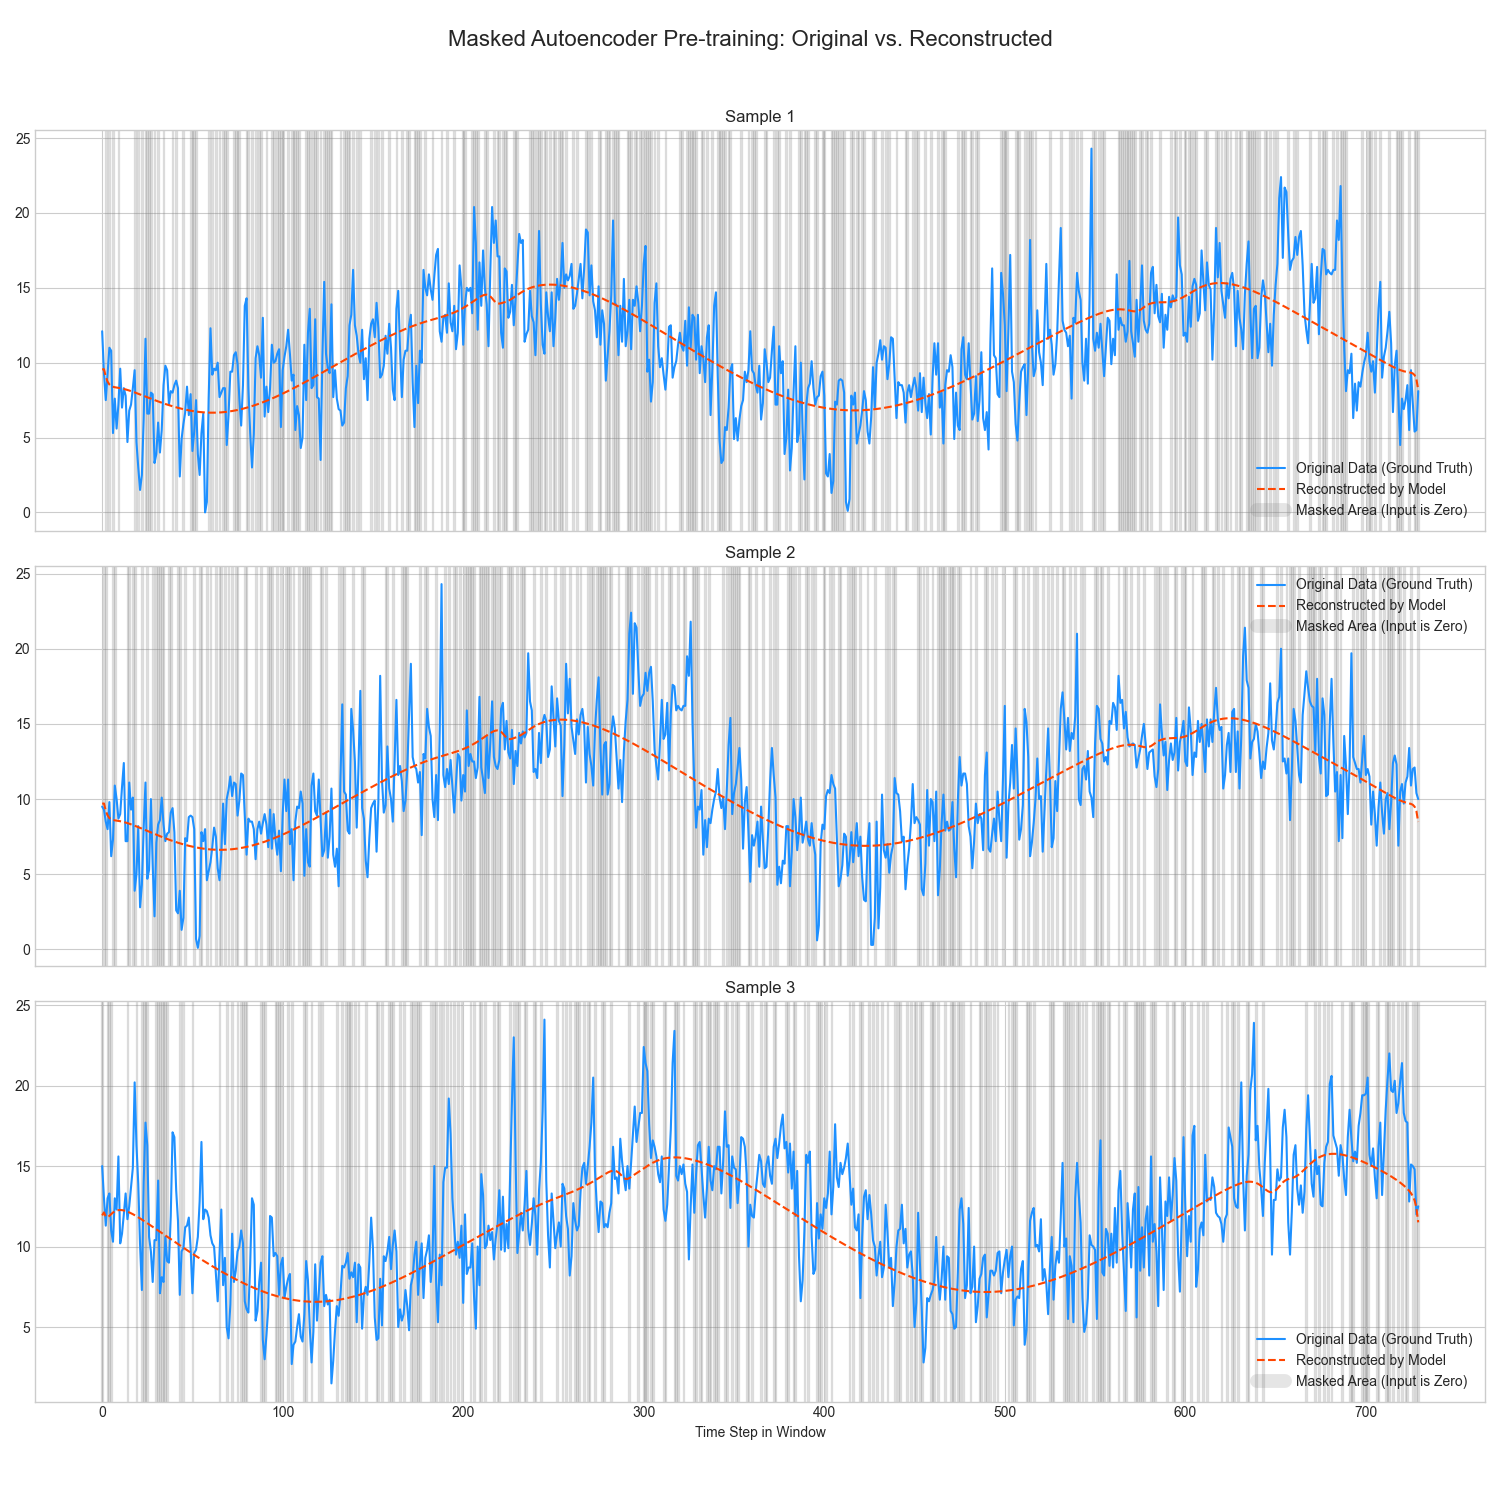 Masked Autoencoder Pre-training: Original vs. Reconstructed
Sample 1
25
20
15
10
5
0
Original Data (Ground Truth)
Reconstructed by Model
Masked Area (Input is Zero)
Sample 2
25
20
15
10
5
0
Original Data (Ground Truth)
Reconstructed by Model
Masked Area (Input is Zero)
Sample 3
25
20
15
10
5
Original Data (Ground Truth)
Reconstructed by Model
Masked Area (Input is Zero)
0 100 200 300 400 500 600 700
Time Step in Window